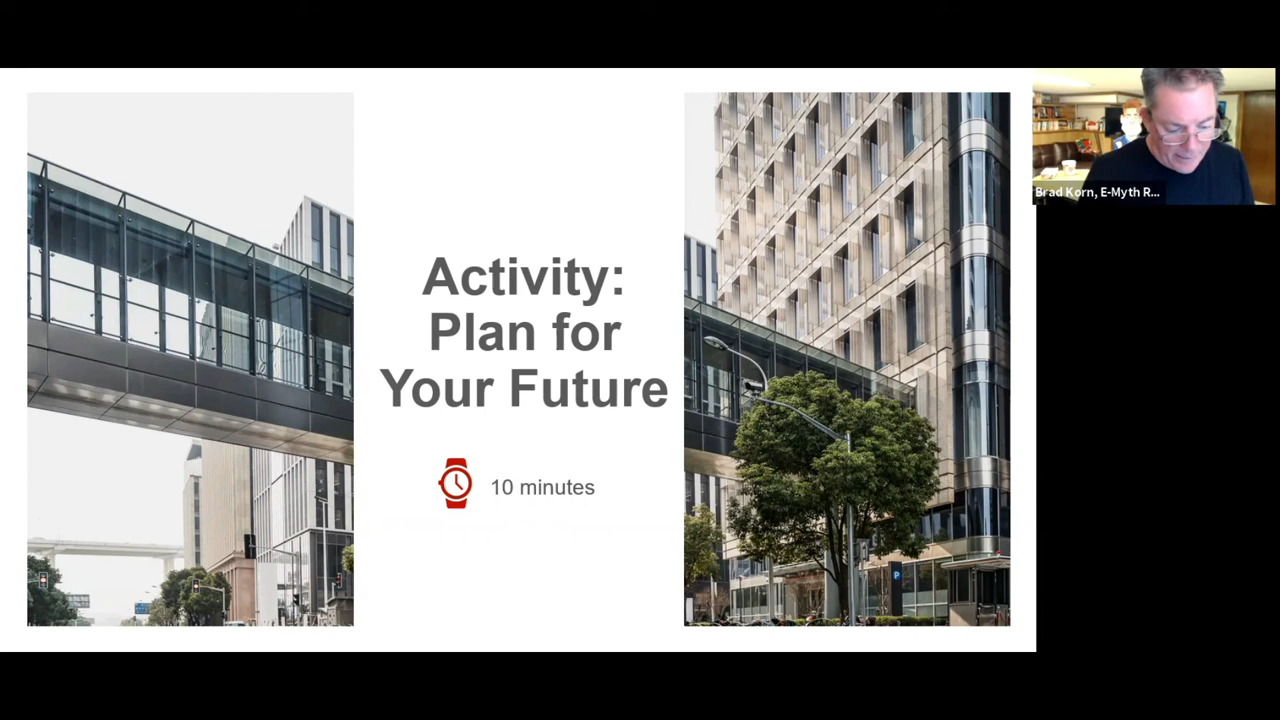 Activity:
Plan for
Your Future
10 minutes
Brad Korn, E-Myth R...
P